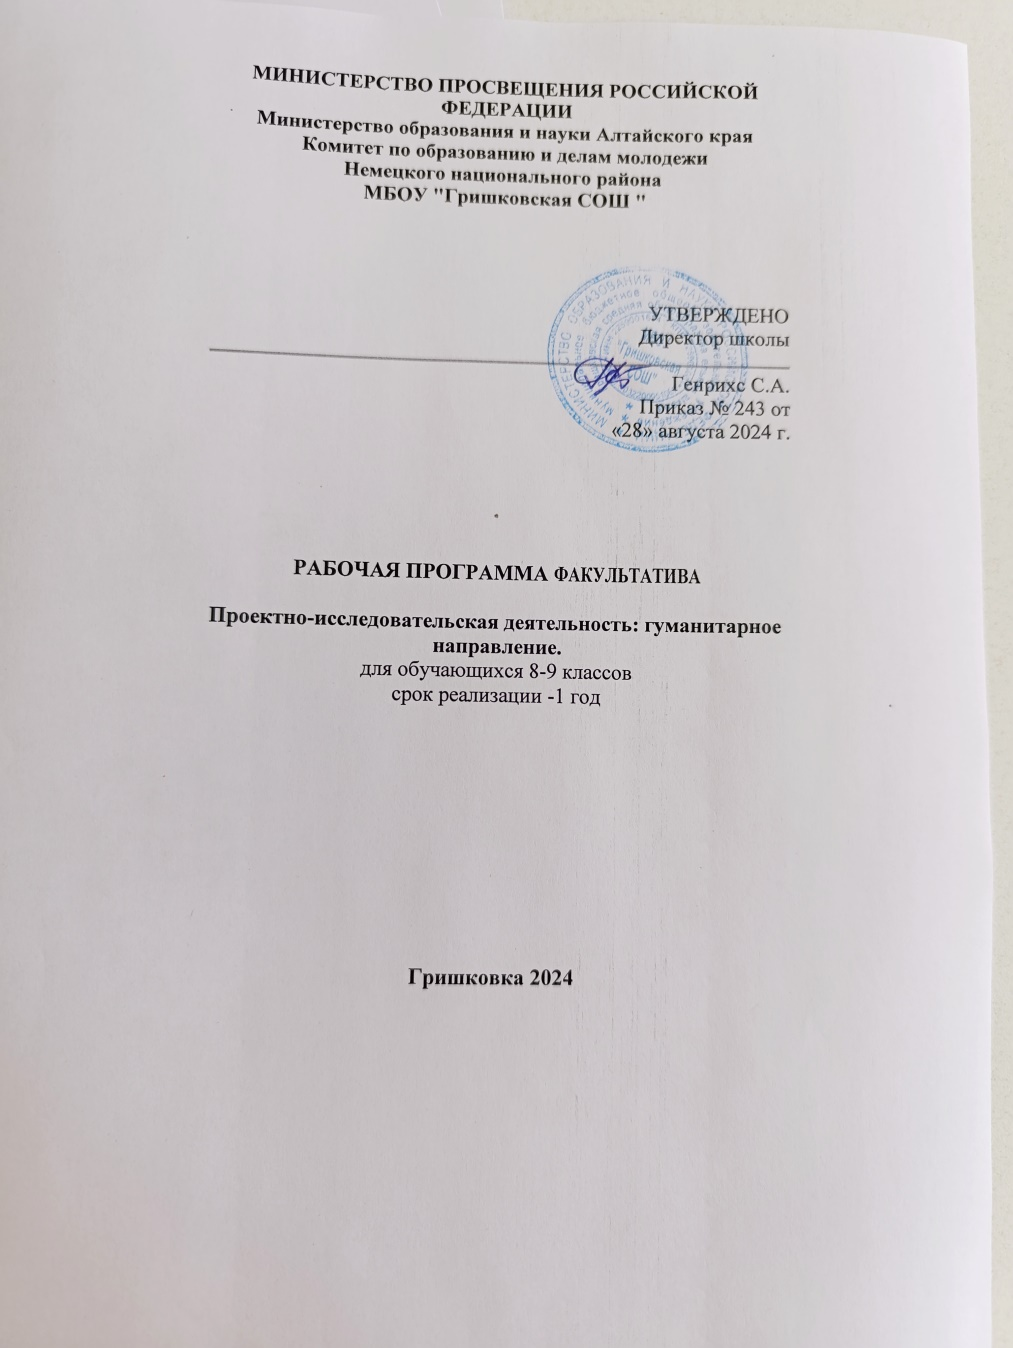 МИНИСТЕРСТВО ПРОСВЕЩЕНИЯ РОССИЙСКОЙ
ФЕДЕРАЦИИ
Министерство образования и науки Алтайского края
Комитет по образованию и делам молодежи
Немецкого национального района
МБОУ "Гришковская СОШ "
УТВЕРЖДЕНО
Директор школы
Генрихс С.А.
Приказ № 243 от
«28» августа 2024 г.
"Гришковская
СОШ"
РАБОЧАЯ ПРОГРАММА ФАКУЛЬТАТИВА
Проектно-исследовательская деятельность: гуманитарное
направление.
для обучающихся 8-9 классов
срок реализации -1 год
Гришковка 2024